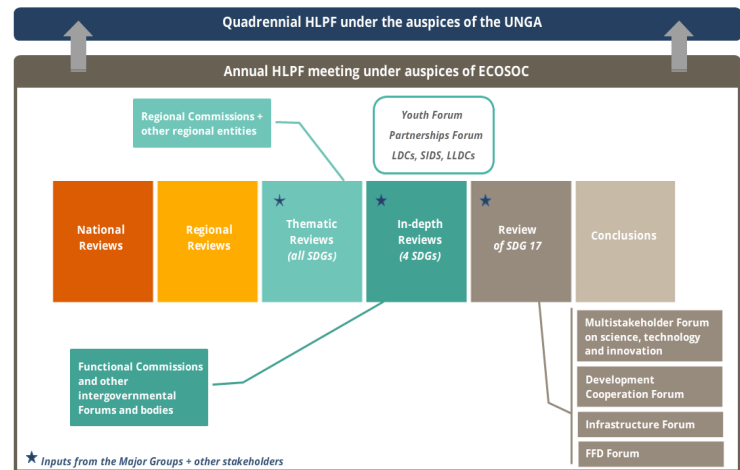 Quadrennial HLPF under the auspices of the UNGA
Annual HLPF meeting under auspices of ECOSOC
Regional Commissions +
other regional entities
Youth Forum
Partnerships Forum
LDCs, SIDS, LLDCs
National
Reviews
Regional
Reviews
Thematic
Reviews
(all SDGs)
In-depth
Reviews
(4 SDGs)
Review
of SDG 17
Conclusions
Functional Commissions
and other
intergovernmental
Forums and bodies
Multistakeholder Forum
on science, technology
and innovation
Development
Cooperation Forum
Infrastructure Forum
FFD Forum
Inputs from the Major Groups + other stakeholders